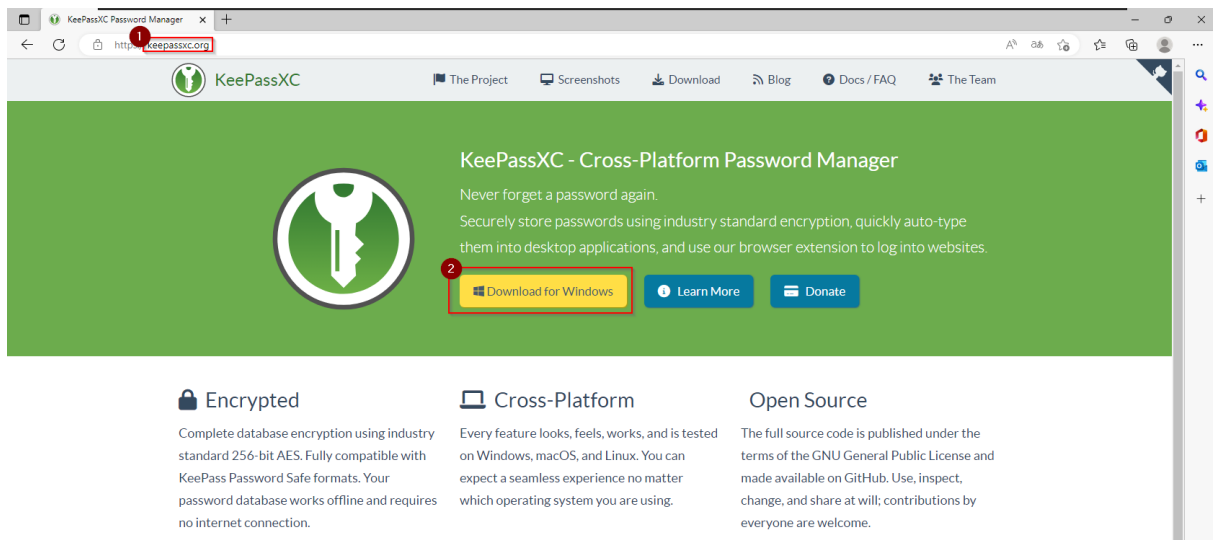 KeePassXC Password Manager
1
https keepassxc.org
KeePassXC
The Project
Screenshots
Download
Blog
Docs / FAQ
The Team
KeePassXC - Cross-Platform Password Manager
Never forget a password again.
Securely store passwords using industry standard encryption, quickly auto-type
them into desktop applications, and use our browser extension to log into websites.
2
Download for Windows
Learn More
Donate
Encrypted
Complete database encryption using industry
standard 256-bit AES. Fully compatible with
KeePass Password Safe formats. Your
password database works offline and requires
no internet connection.
Cross-Platform
Every feature looks, feels, works, and is tested
on Windows, macOS, and Linux. You can
expect a seamless experience no matter
which operating system you are using.
Open Source
The full source code is published under the
terms of the GNU General Public License and
made available on GitHub. Use, inspect,
change, and share at will; contributions by
everyone are welcome.